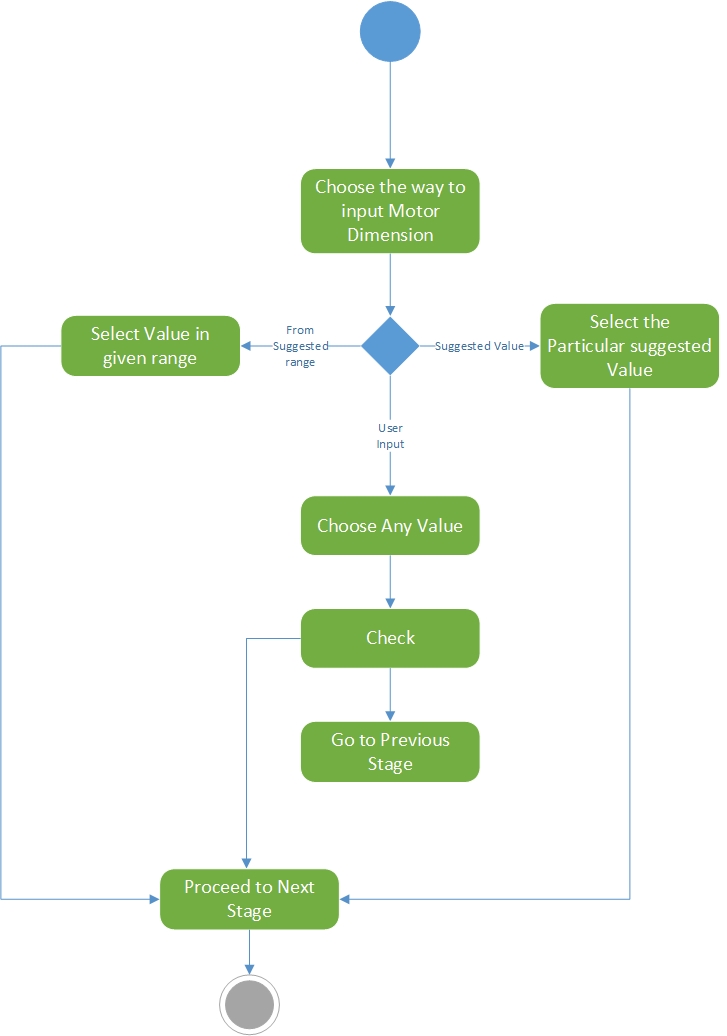 Choose the way to
input Motor
Dimension
Select Value in
given range
From
Suggested
range
Suggested Value
Select the
Particular suggested
Value
User
Input
Choose Any Value
Check
Go to Previous
Stage
Proceed to Next
Stage